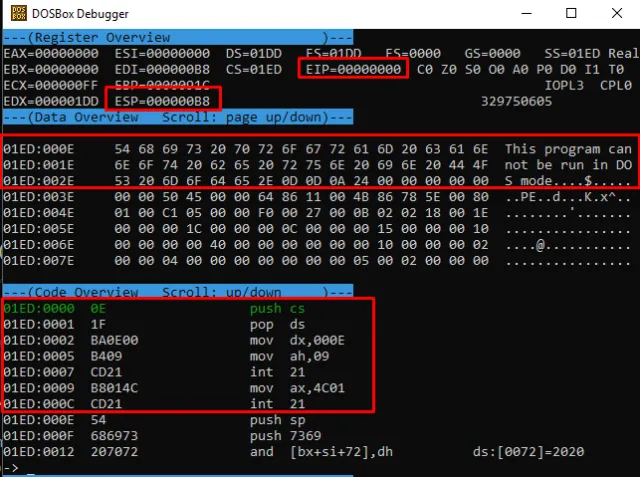 DOSBox Debugger
---(Register Overview )---
EAX=00000000 ESI=00000000 DS=01DD ES=01DD FS=0000 GS=0000 SS=01ED Real
EBX=00000000 EDI=000000B8 CS=01ED EIP=00000000 C0 Z0 S0 O0 A0 P0 D0 I1 T0
ECX=000000FF EBP=0000091C IOPL3 CPL0
EDX=000001DD ESP=000000B8 329750605
---(Data Overview Scroll: page up/down)---
01ED:000E 54 68 69 73 20 70 72 6F 67 72 61 6D 20 63 61 6E This program can
01ED:001E 6E 6F 74 20 62 65 20 72 75 6E 20 69 6E 20 44 4F not be run in DO
01ED:002E 53 20 6D 6F 64 65 2E 0D 0D 0A 24 00 00 00 00 00 S mode....$.....
01ED:003E 00 00 50 45 00 00 64 86 11 00 4B 86 78 5E 00 80 ..PE..d...K.x^..
01ED:004E 01 00 C1 05 00 00 F0 00 27 00 0B 02 02 18 00 1E ........'.......
01ED:005E 00 00 00 1C 00 00 00 0C 00 00 00 15 00 00 00 10 ................
01ED:006E 00 00 00 00 40 00 00 00 00 00 00 10 00 00 00 02 ....@...........
01ED:007E 00 00 04 00 00 00 00 00 00 00 05 00 02 00 00 00 ................
---(Code Overview Scroll: up/down )---
01ED:0000 0E push cs
01ED:0001 1F pop ds
01ED:0002 BA0E00 mov dx,000E
01ED:0005 B409 mov ah,09
01ED:0007 CD21 int 21
01ED:0009 B8014C mov ax,4C01
01ED:000C CD21 int 21
01ED:000E 54 push sp
01ED:000F 686973 push 7369
01ED:0012 207072 and [bx+si+72],dh ds:[0072]=2020
-> _